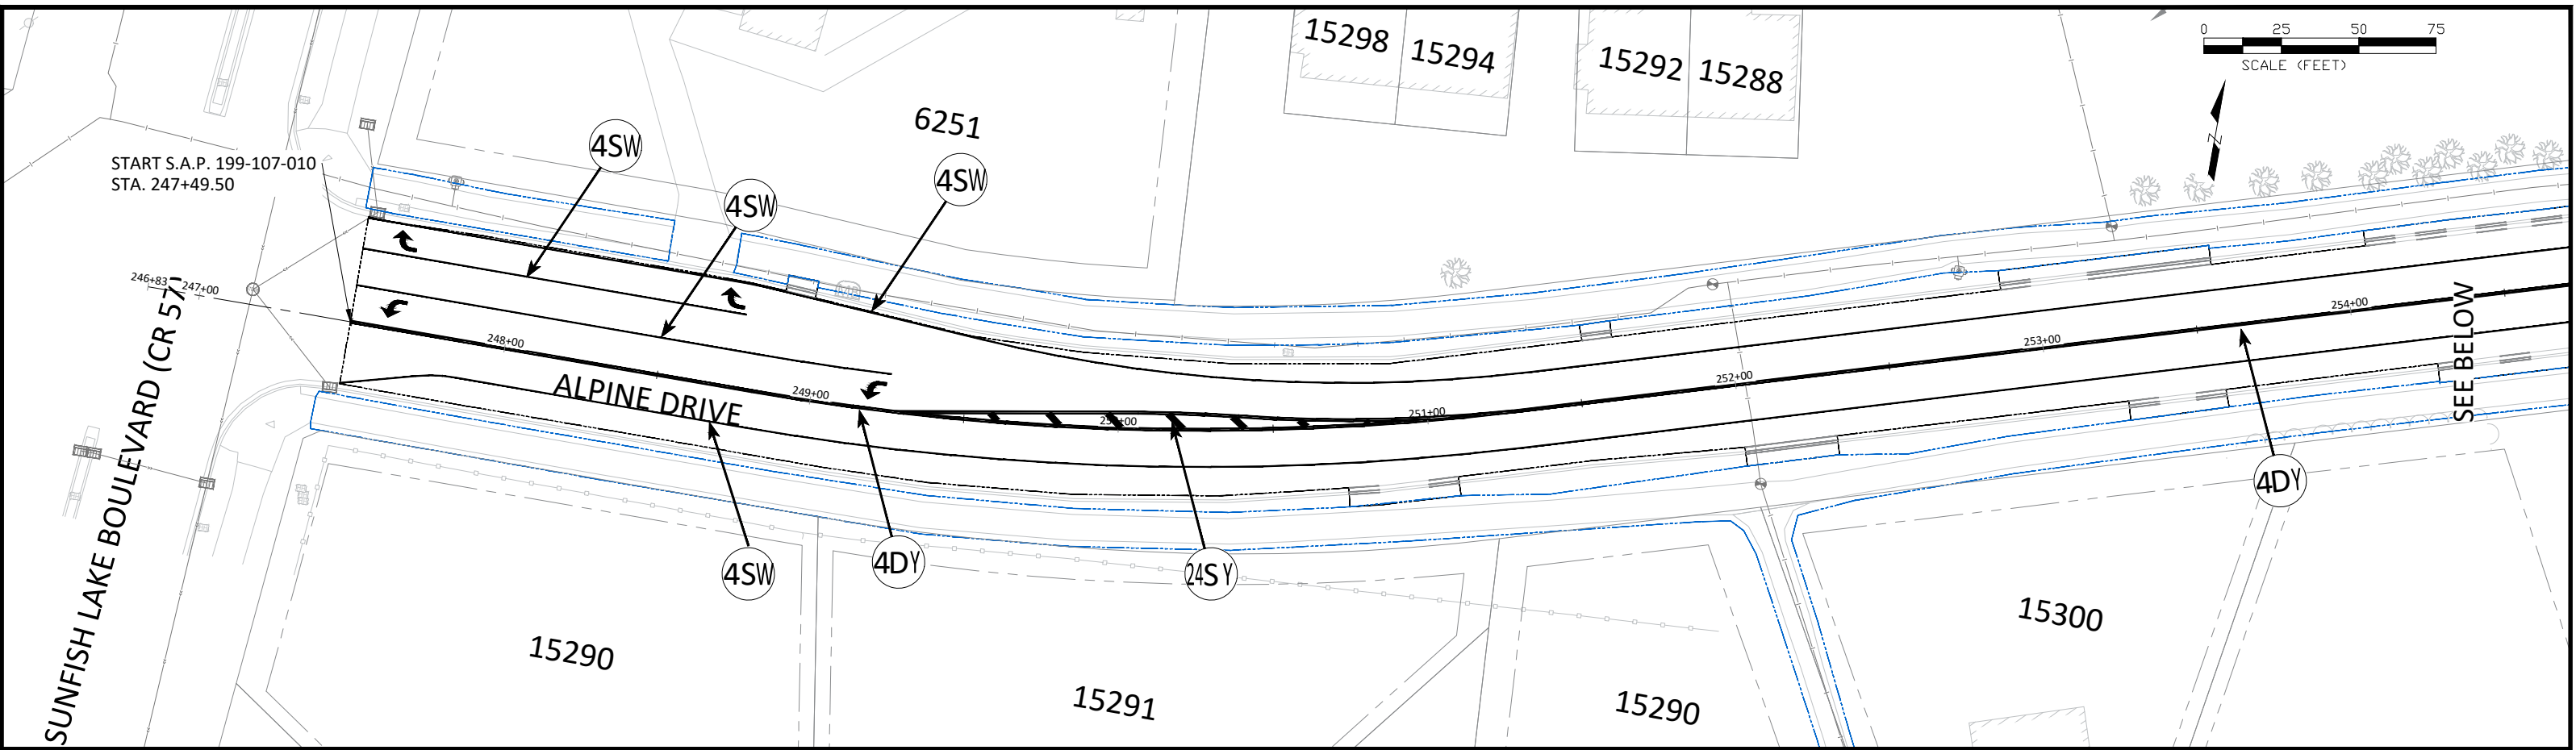 15298
15294
15292
15288
0 25 50 75
SCALE (FEET)
N
6251
4SW
4SW
4SW
START S.A.P. 199-107-010
STA. 247+49.50
246+83
247+00
248+00
249+00
251+00
252+00
253+00
254+00
ALPINE DRIVE
SUNFISH LAKE BOULEVARD (CR 57)
SEE BELOW
4SW
4DY
24SY
4DY
15290
15291
15290
15300